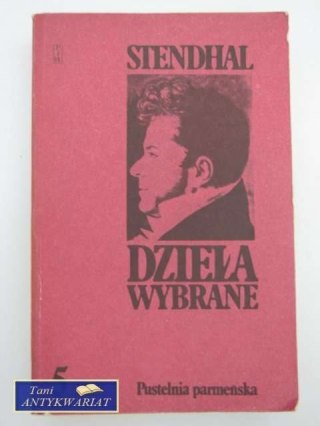 STENDHAL
DZIEŁA
WYBRANE
5
Pustelnia parmeńska
Tani
ANTYKWARIAT